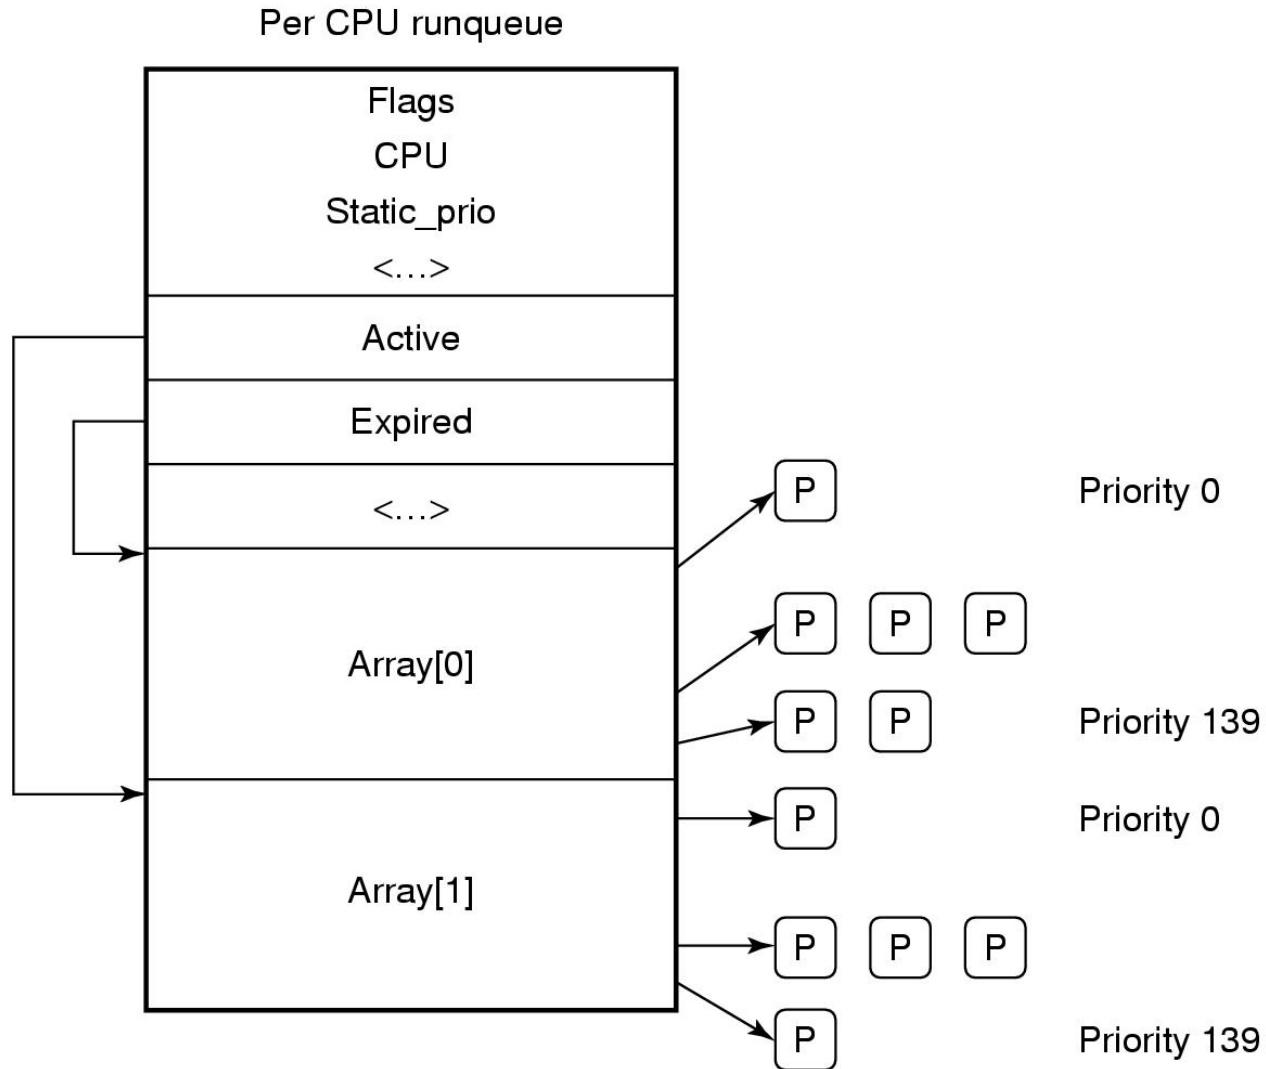 Per CPU runqueue
Flags
CPU
Static_prio
<...>
Active
Expired
<...>
P Priority 0
Array[0]
P P P
P P Priority 139
P Priority 0
Array[1]
P P P
P Priority 139